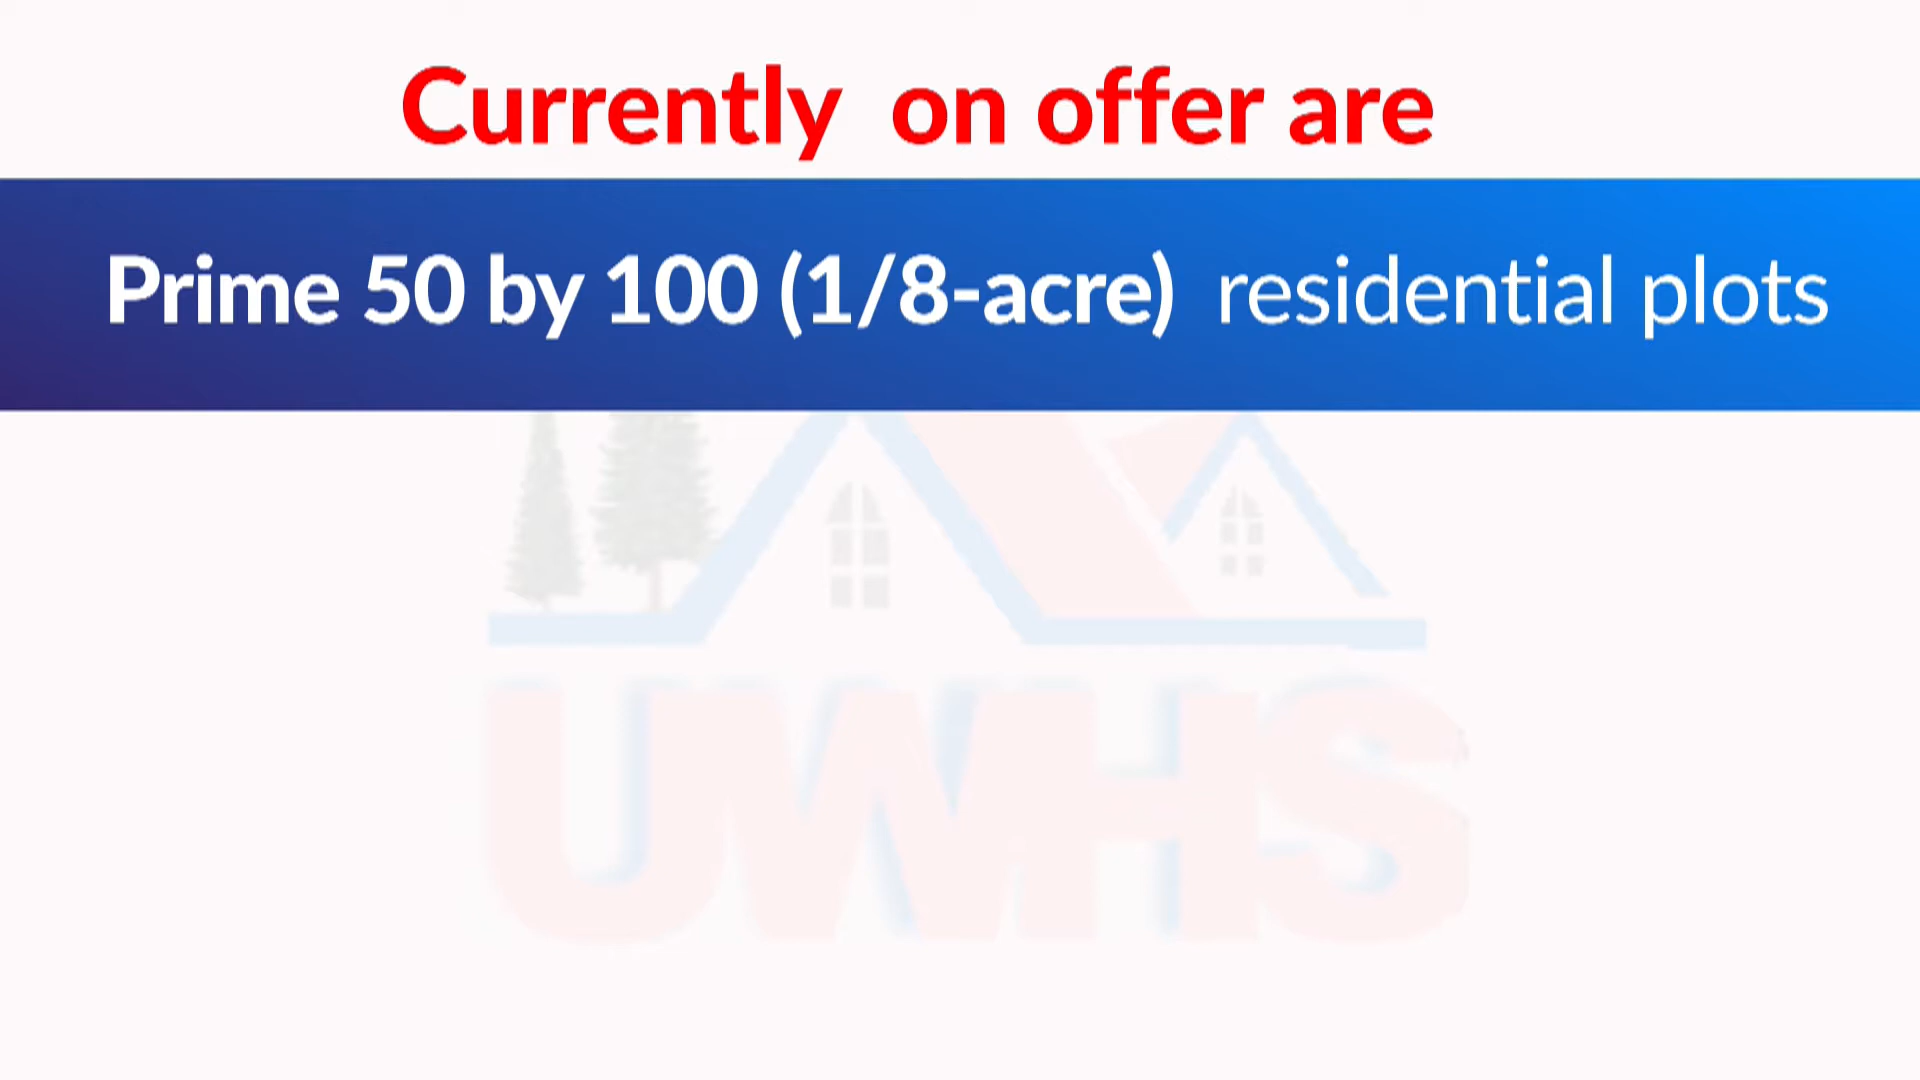 Currently on offer are
Prime 50 by 100 (1/8-acre) residential plots
UWHS